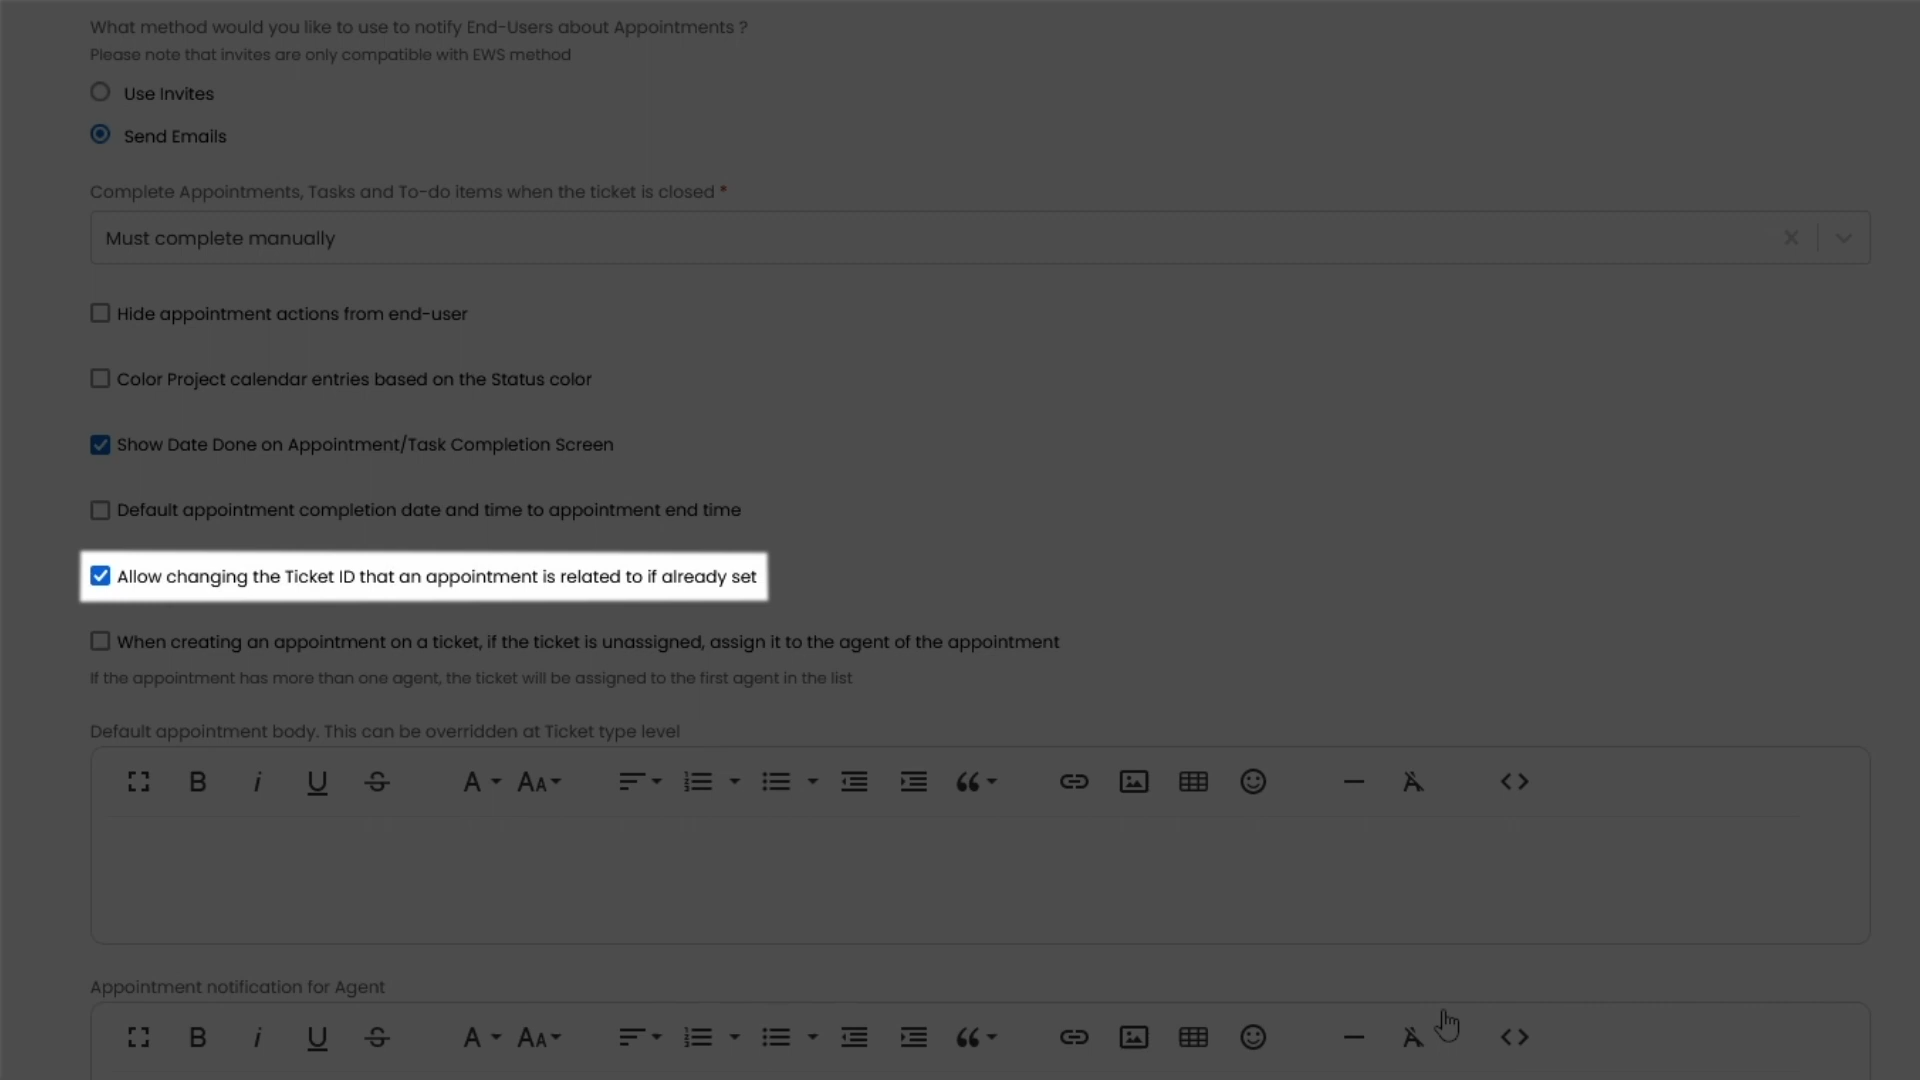 What method would you like to use to notify End-Users about Appointments ?
Please note that invites are only compatible with EWS method
Use Invites
Send Emails
Complete Appointments, Tasks and To-do items when the ticket is closed *
Must complete manually
Hide appointment actions from end-user
Color Project calendar entries based on the Status color
Show Date Done on Appointment/Task Completion Screen
Default appointment completion date and time to appointment end time
Allow changing the Ticket ID that an appointment is related to if already set
When creating an appointment on a ticket, if the ticket is unassigned, assign it to the agent of the appointment
If the appointment has more than one agent, the ticket will be assigned to the first agent in the list
Default appointment body. This can be overridden at Ticket type level
Appointment notification for Agent